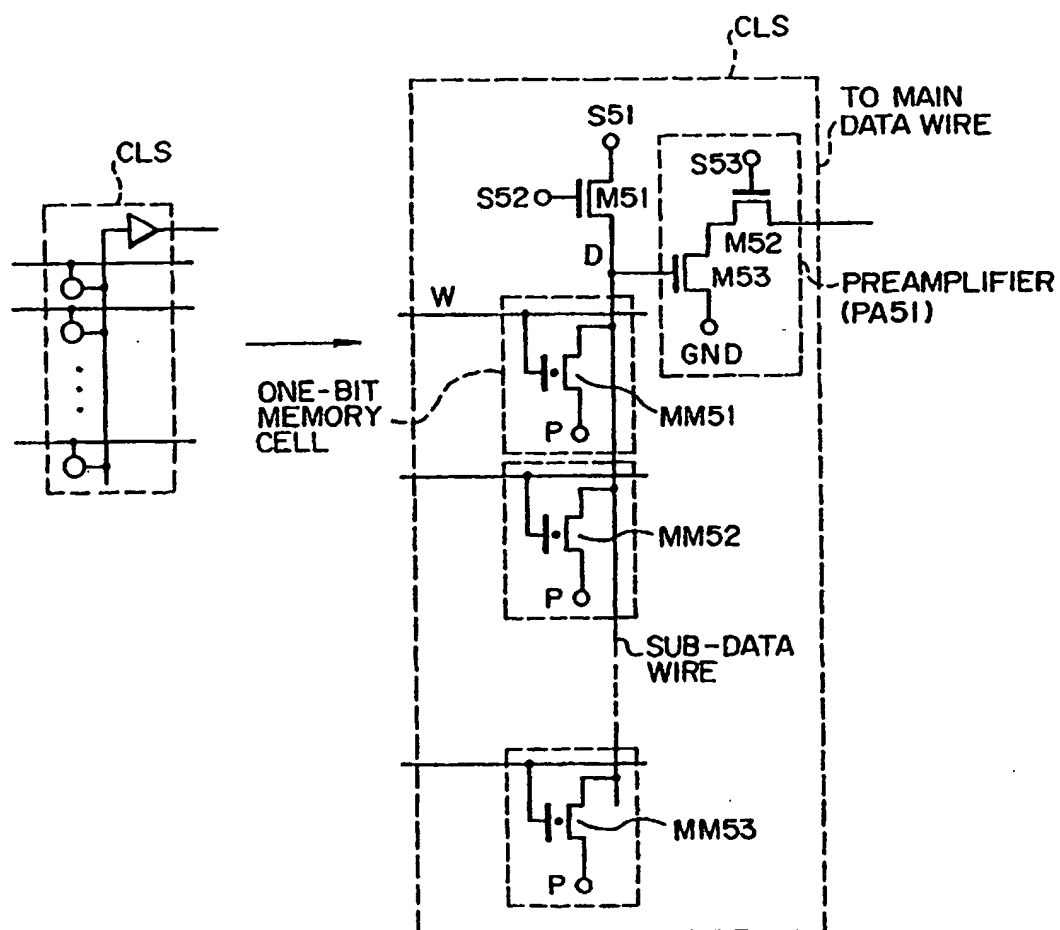 CLS
CLS
TO MAIN
DATA WIRE
S51
S53
S52
M51
M52
D
M53
PREAMPLIFIER
(PA51)
W
GND
ONE-BIT
MEMORY
CELL
MM51
P
MM52
P
SUB-DATA
WIRE
MM53
P